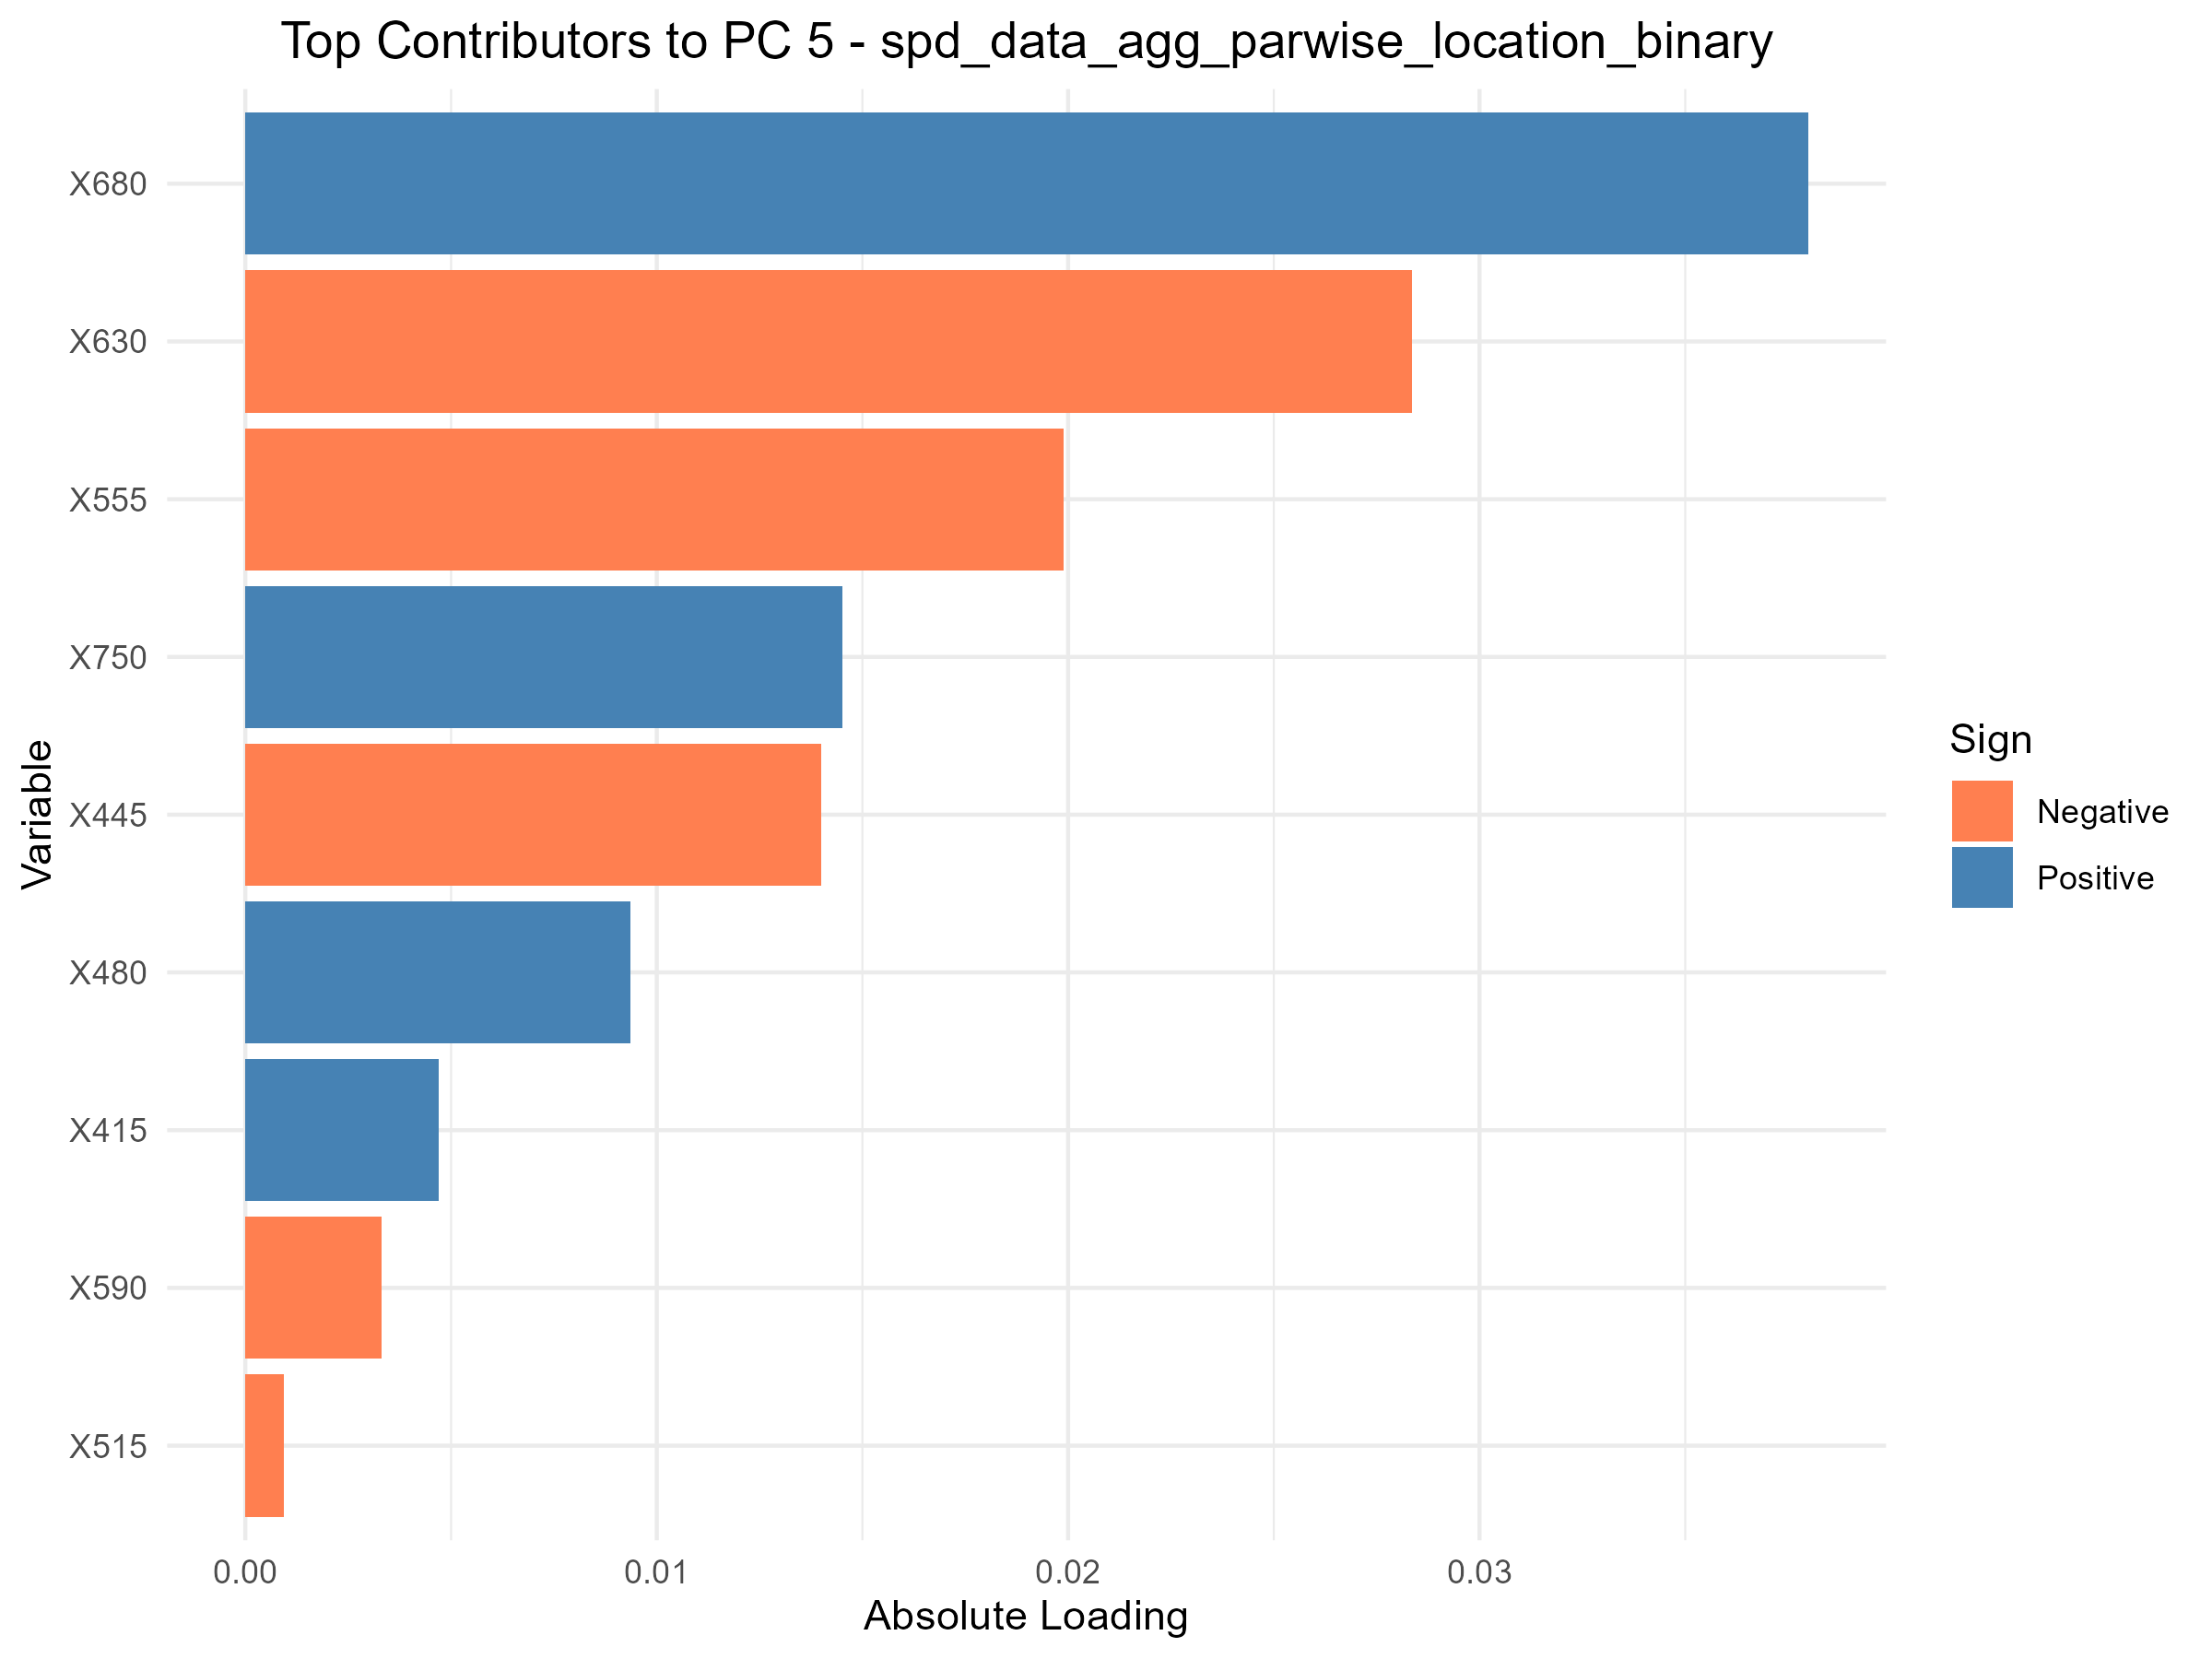 Top Contributors to PC 5 - spd_data_agg_parwise_location_binary
Variable
X680
X630
X555
X750
X445
X480
X415
X590
X515
0.00 0.01 0.02 0.03
Absolute Loading
Sign
Negative
Positive